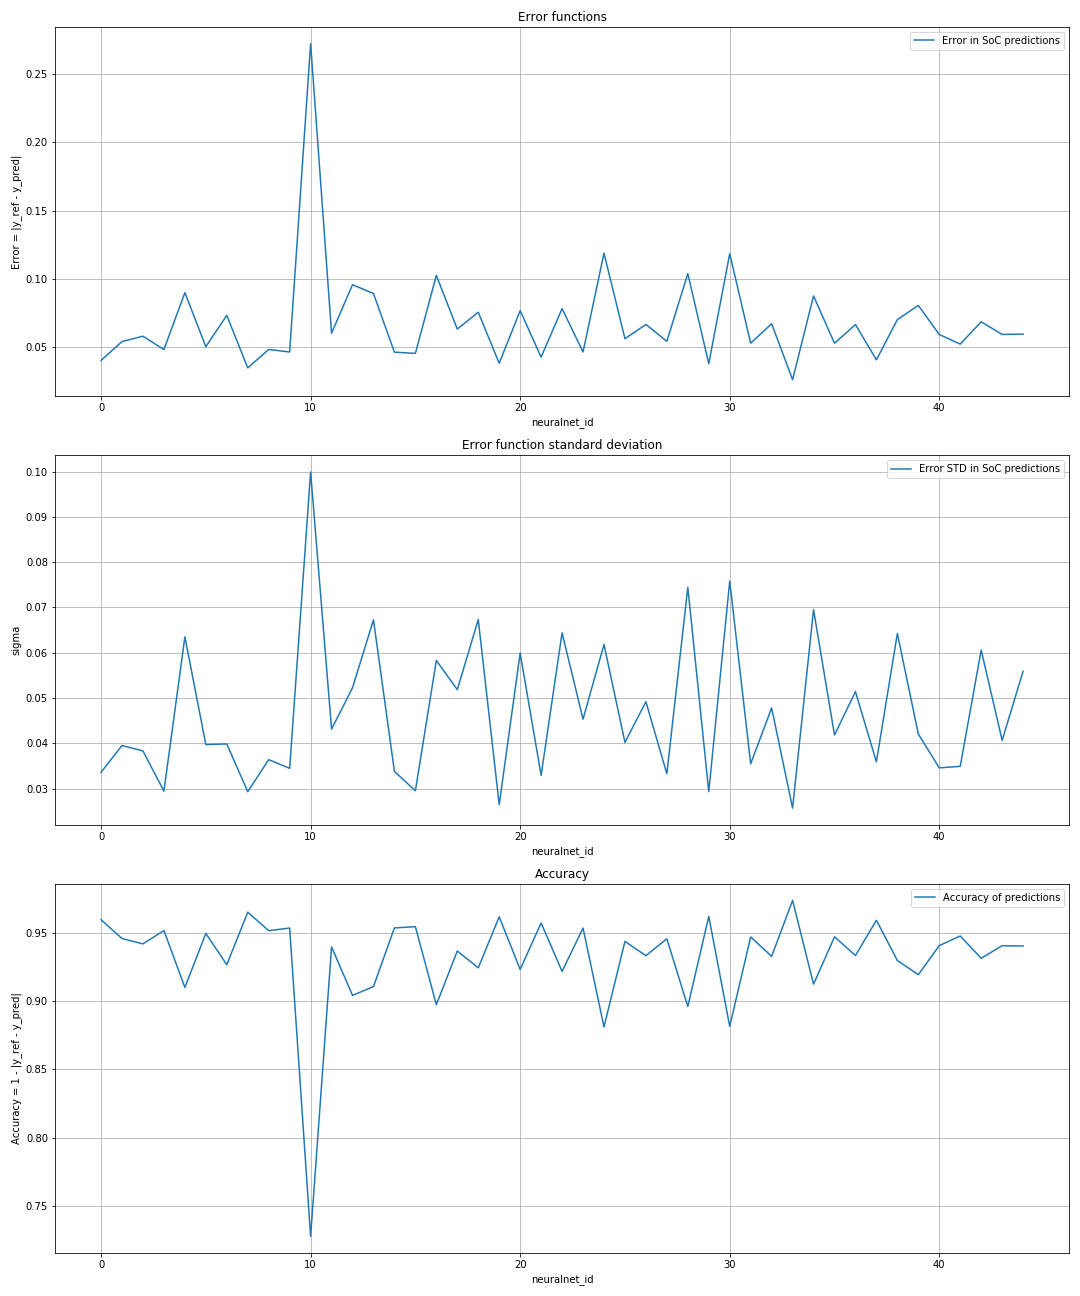 Error functions
Error in SoC predictions
Error = |y_ref - y_pred|
0.25
0.20
0.15
0.10
0.05
0 10 20 30 40
neuralnet_id
Error function standard deviation
Error STD in SoC predictions
sigma
0.10
0.09
0.08
0.07
0.06
0.05
0.04
0.03
0 10 20 30 40
neuralnet_id
Accuracy
Accuracy of predictions
Accuracy = 1 - |y_ref - y_pred|
0.95
0.90
0.85
0.80
0.75
0 10 20 30 40
neuralnet_id